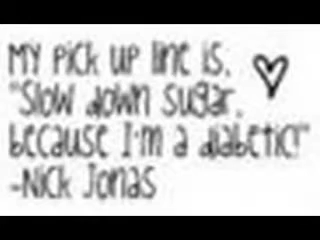 My pick up line is,
"Slow down sugar,
because I'm a diabetic!"
-Nick Jonas